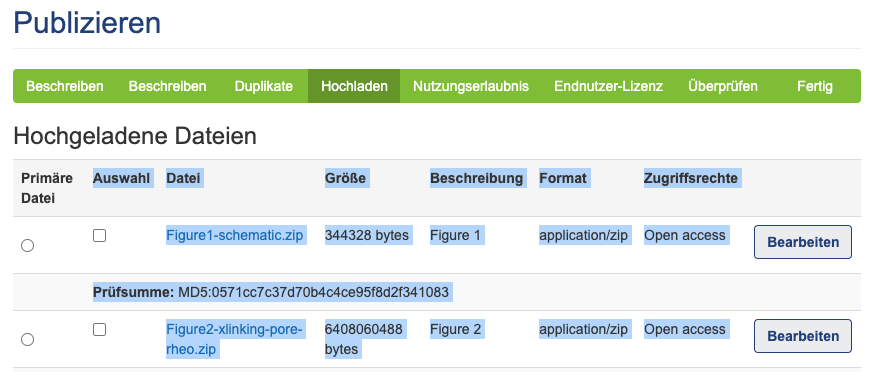 Publizieren
Beschreiben Beschreiben Duplikate Hochladen Nutzungserlaubnis Endnutzer-Lizenz Überprüfen Fertig
Hochgeladene Dateien
Primäre Datei Auswahl Datei Größe Beschreibung Format Zugriffsrechte
Figure1-schematic.zip 344328 bytes Figure 1 application/zip Open access Bearbeiten
Prüfsumme: MD5:0571cc7c37d70b4c4ce95f8d2f341083
Figure2-xlinking-pore-rheo.zip 6408060488 bytes Figure 2 application/zip Open access Bearbeiten